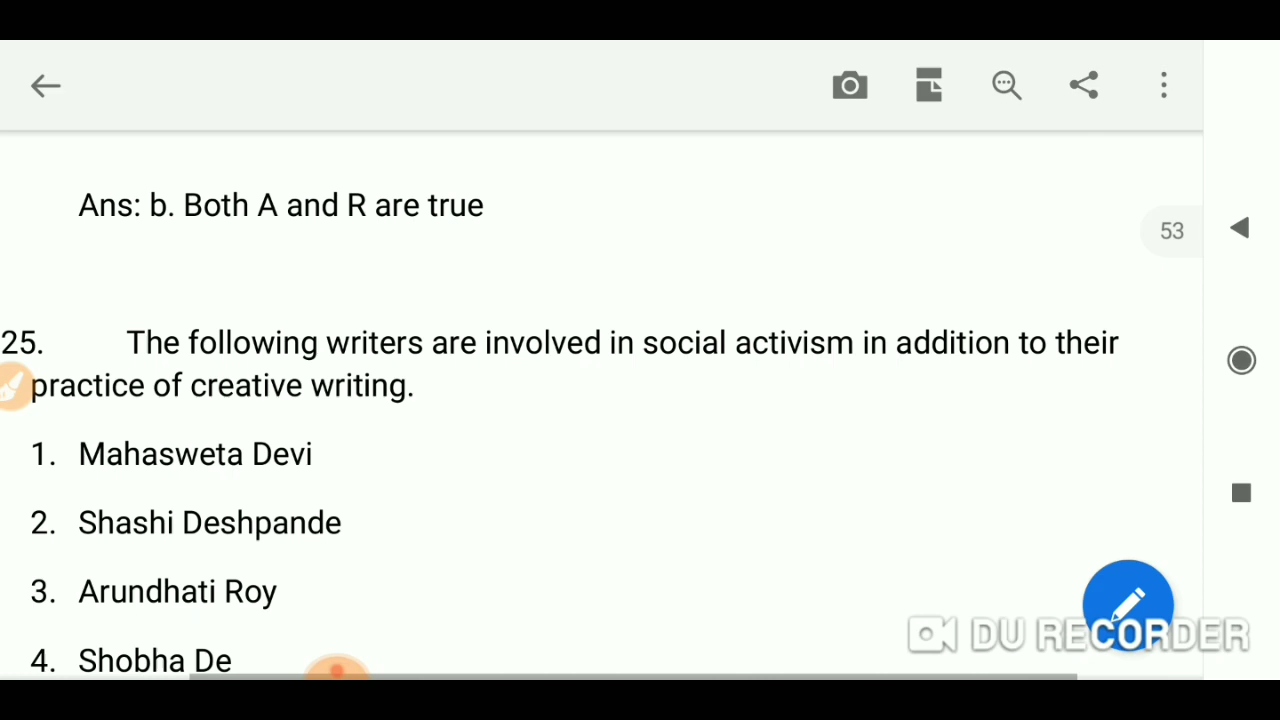 Ans: b. Both A and R are true
53
25. The following writers are involved in social activism in addition to their
practice of creative writing.
1. Mahasweta Devi
2. Shashi Deshpande
3. Arundhati Roy
4. Shobha De
DU RECORDER